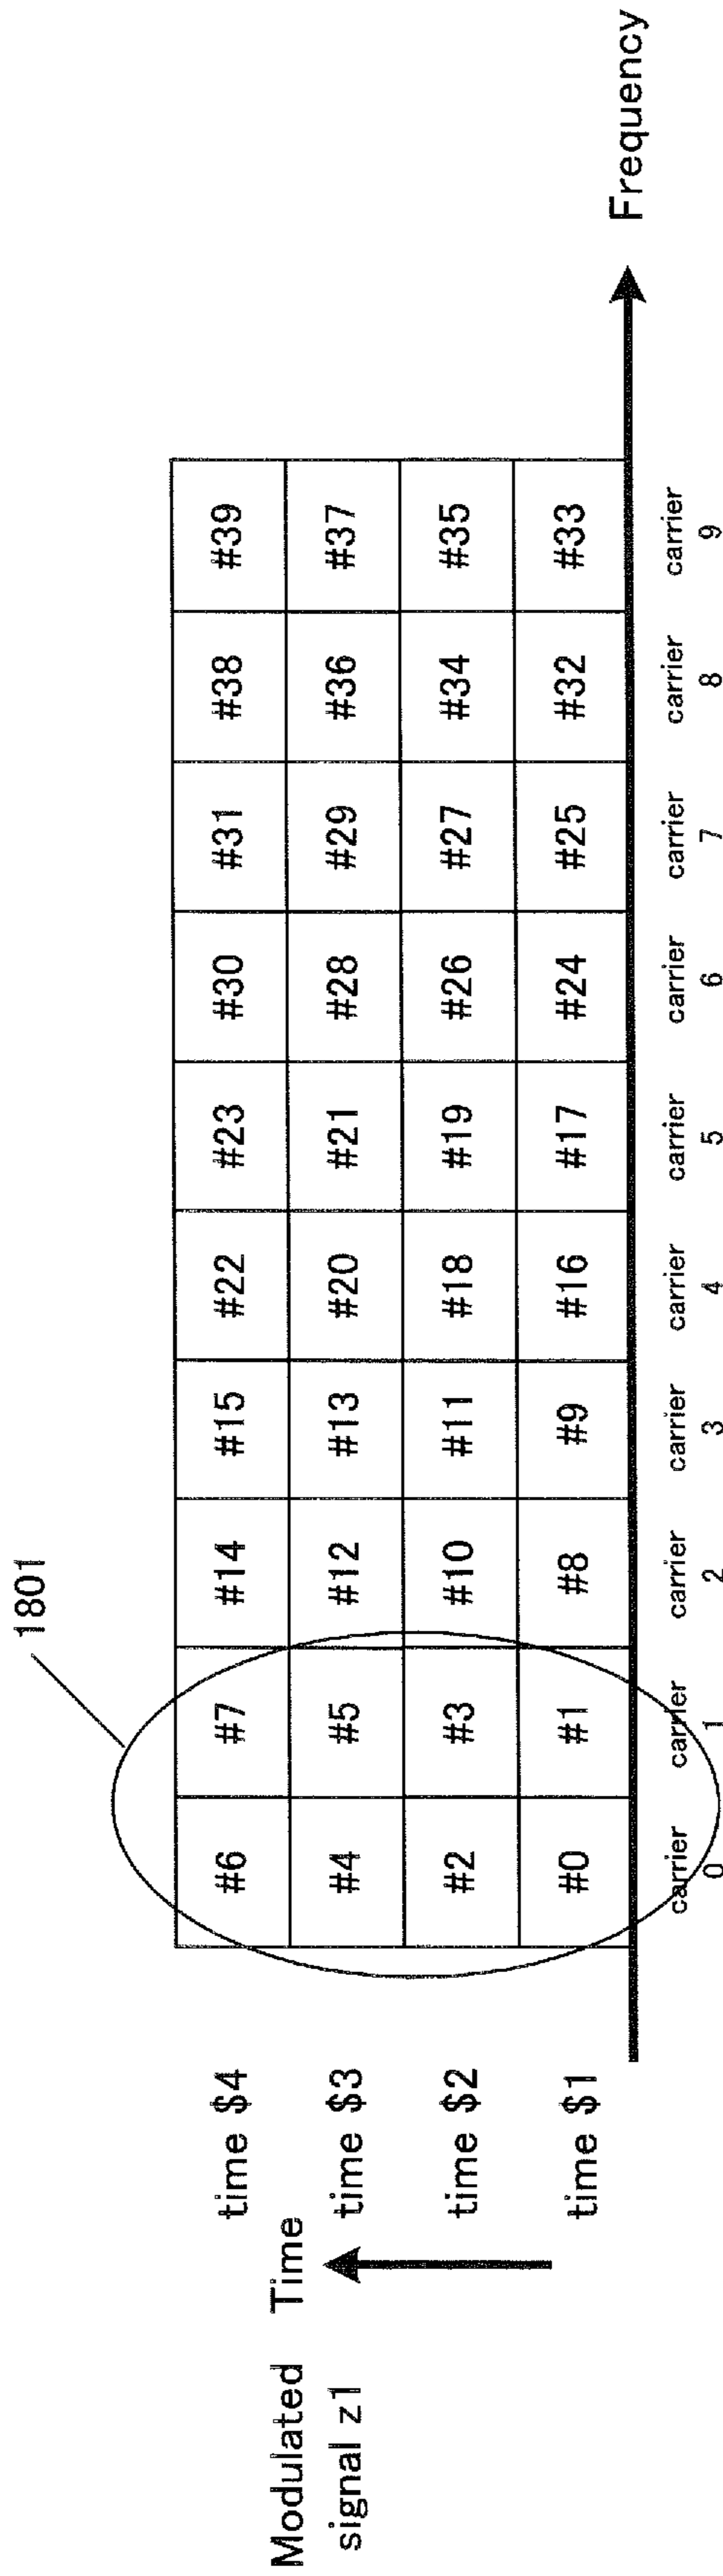 1801
Modulated
signal z1
Time
time $4 #6 #7 #14 #15 #22 #23 #30 #31 #38 #39
time $3 #4 #5 #12 #13 #20 #21 #28 #29 #36 #37
time $2 #2 #3 #10 #11 #18 #19 #26 #27 #34 #35
time $1 #0 #1 #8 #9 #16 #17 #24 #25 #32 #33
Frequency
carrier carrier carrier carrier carrier carrier carrier carrier carrier carrier
0 1 2 3 4 5 6 7 8 9